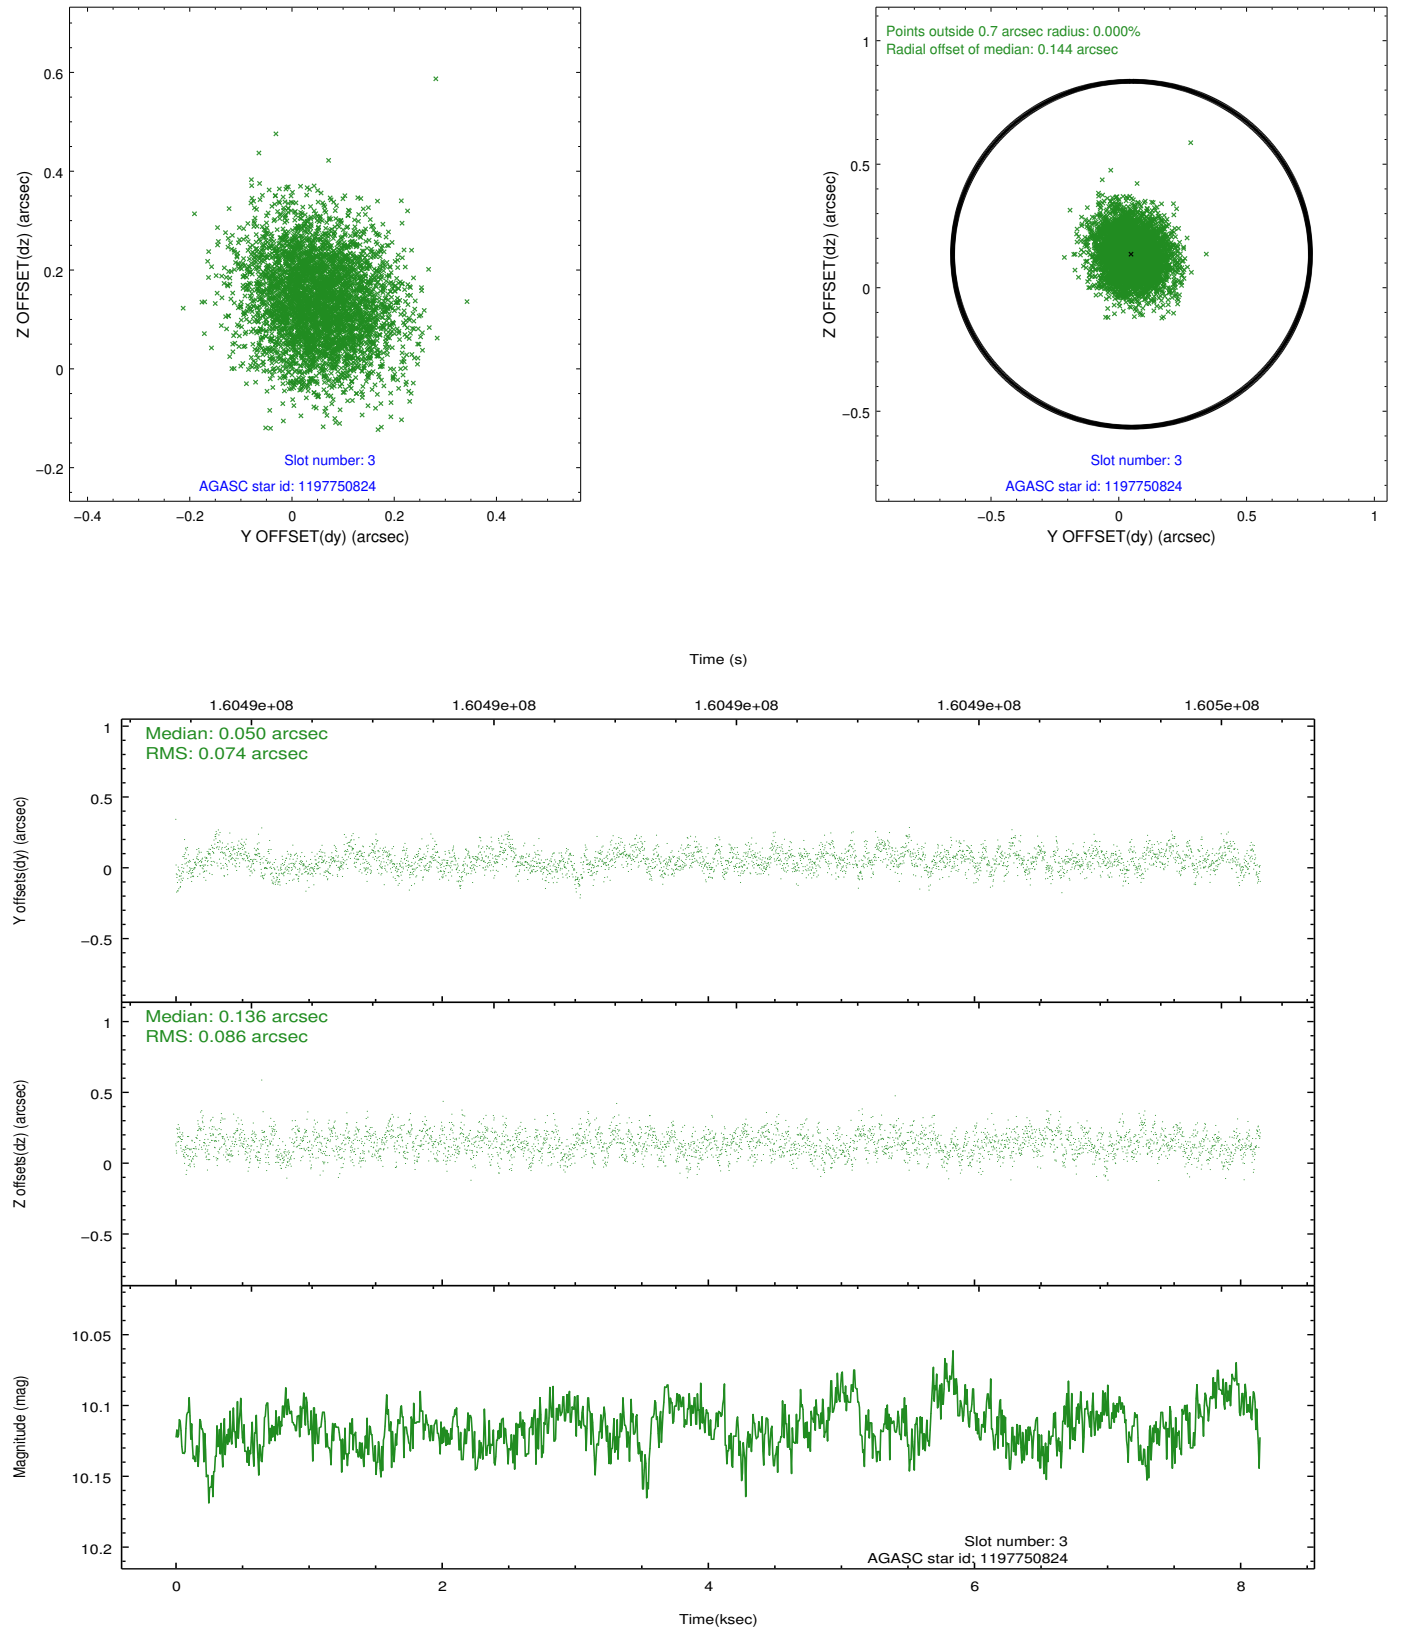 0.6
0.4
0.2
0
−0.2
Z OFFSET(dz) (arcsec)
Slot number: 3
AGASC star id: 1197750824
−0.4 −0.2 0 0.2 0.4
Y OFFSET(dy) (arcsec)
Points outside 0.7 arcsec radius: 0.000%
Radial offset of median: 0.144 arcsec
1
0.5
0
−0.5
Z OFFSET(dz) (arcsec)
Slot number: 3
AGASC star id: 1197750824
−0.5 0 0.5 1
Y OFFSET(dy) (arcsec)
Time (s)
1.6049e+08 1.6049e+08 1.6049e+08 1.6049e+08 1.605e+08
Median: 0.050 arcsec
RMS: 0.074 arcsec
1
0.5
0
−0.5
Y offsets(dy) (arcsec)
Median: 0.136 arcsec
RMS: 0.086 arcsec
1
0.5
0
−0.5
Z offsets(dz) (arcsec)
10.05
10.1
10.15
10.2
Magnitude (mag)
Slot number: 3
AGASC star id: 1197750824
0 2 4 6 8
Time(ksec)